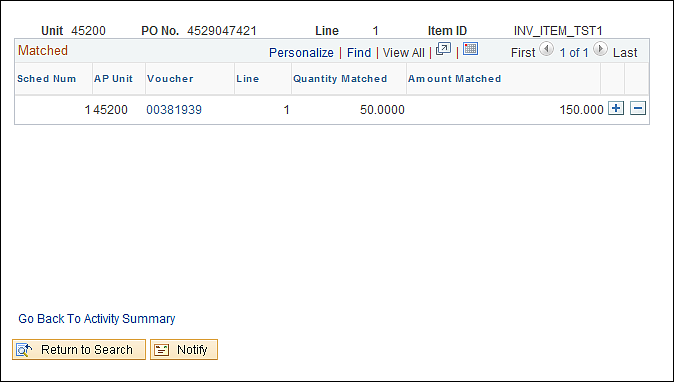 Unit 45200 PO No. 4529047421 Line 1 Item ID INV_ITEM_TST1
Matched Personalize | Find | View All | | First 1 of 1 Last
Sched Num AP Unit Voucher Line Quantity Matched Amount Matched
1 45200 00381939 1 50.0000 150.000
Go Back To Activity Summary
Return to Search Notify